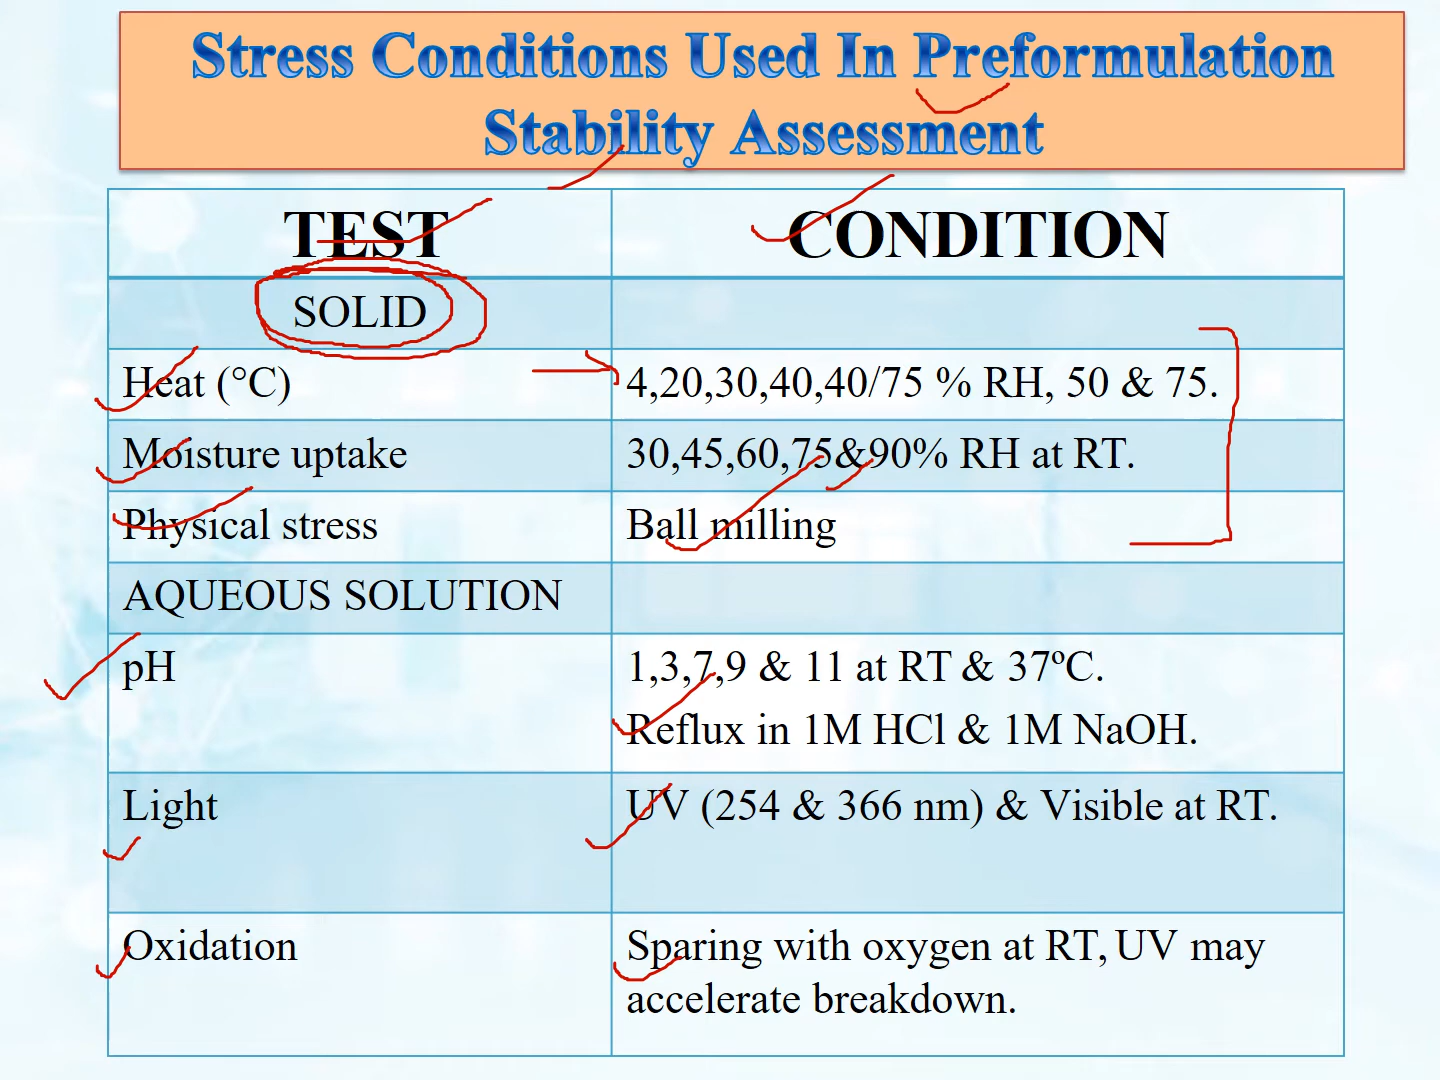 Stress Conditions Used In Preformulation
Stability Assessment
TEST
CONDITION
SOLID
Heat (°C)
4,20,30,40,40/75 % RH, 50 & 75.
Moisture uptake
30,45,60,75&90% RH at RT.
Physical stress
Ball milling
AQUEOUS SOLUTION
pH
1,3,7,9 & 11 at RT & 37ºC.
Reflux in 1M HCl & 1M NaOH.
Light
UV (254 & 366 nm) & Visible at RT.
Oxidation
Sparing with oxygen at RT, UV may
accelerate breakdown.